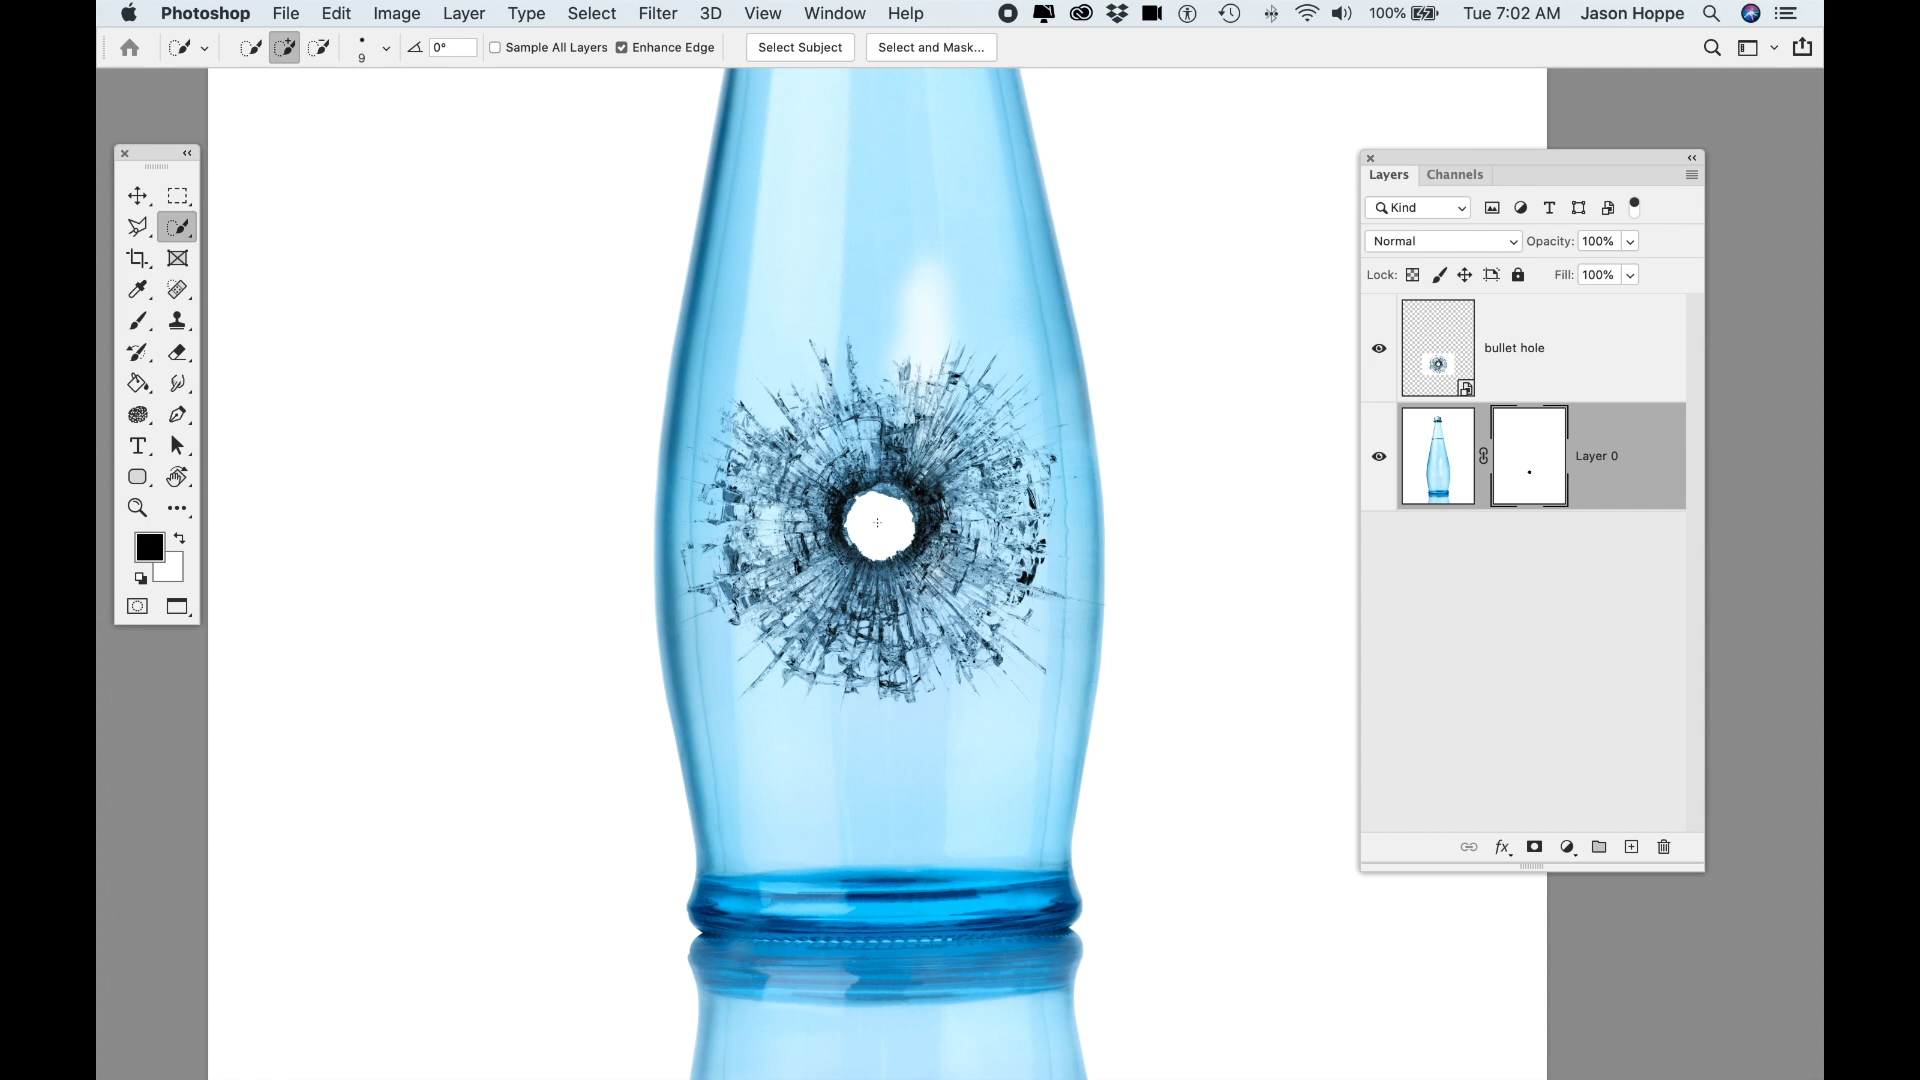 Photoshop File Edit Image Layer Type Select Filter 3D View Window Help 100% Tue 7:02 AM Jason Hoppe
9 0° Sample All Layers Enhance Edge Select Subject Select and Mask...
Layers Channels
Kind T
Normal Opacity: 100%
Lock: Fill: 100%
bullet hole
Layer 0
T
fx